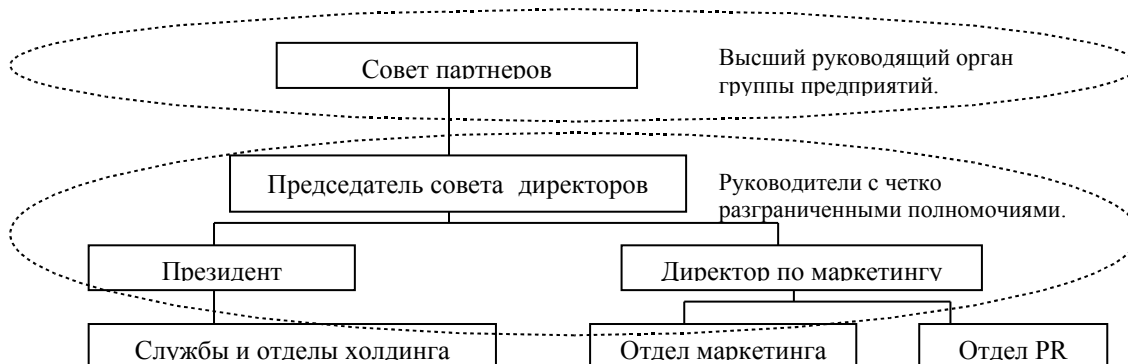 Совет партнеров
Высший руководящий орган
группы предприятий.
Председатель совета директоров
Руководители с четко
разграниченными полномочиями.
Президент
Директор по маркетингу
Службы и отделы холдинга
Отдел маркетинга
Отдел PR